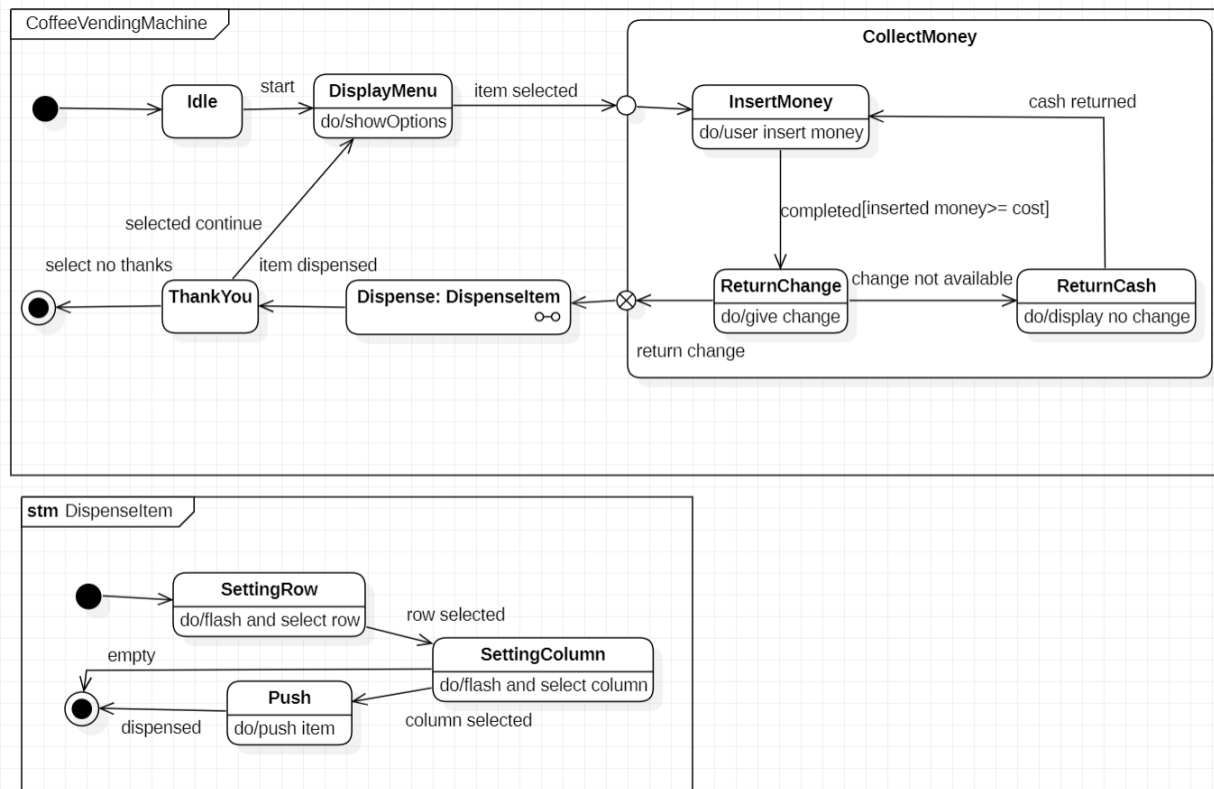 CoffeeVendingMachine
CollectMoney
Idle
start
DisplayMenu
do/showOptions
item selected
InsertMoney
do/user insert money
cash returned
completed[inserted money>= cost]
selected continue
select no thanks
item dispensed
ThankYou
Dispense: DispenseItem
ReturnChange
do/give change
change not available
ReturnCash
do/display no change
return change
stm DispenseItem
SettingRow
do/flash and select row
row selected
SettingColumn
do/flash and select column
empty
Push
do/push item
column selected
dispensed